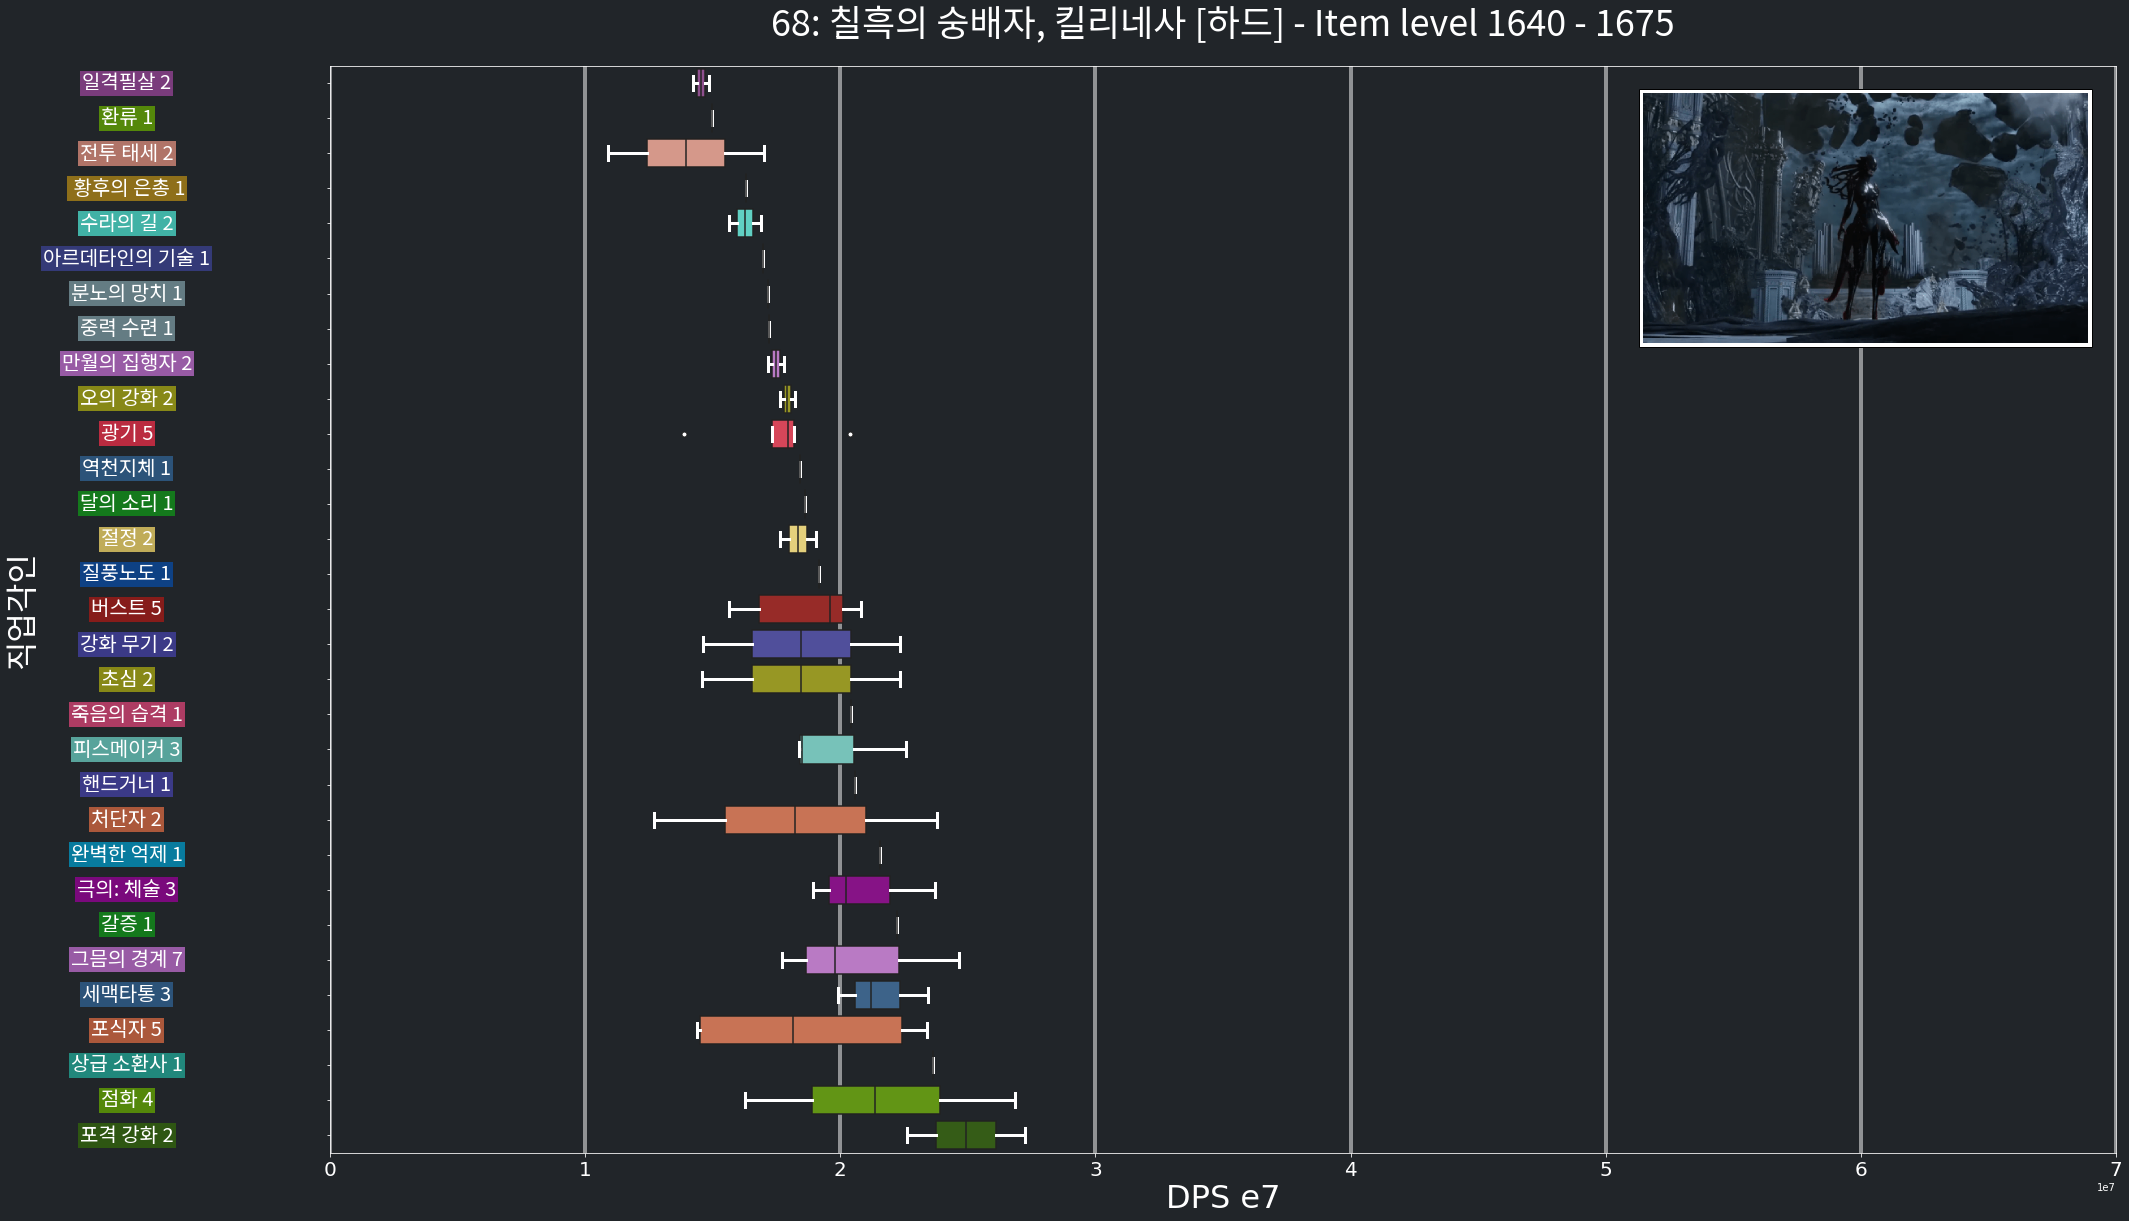 68: 칠흑의 숭배자, 킬리네사 [하드] - Item level 1640 - 1675
직업각인
일격필살 2
환류 1
전투 태세 2
황후의 은총 1
수라의 길 2
아르데타인의 기술 1
분노의 망치 1
중력 수련 1
만월의 집행자 2
오의 강화 2
광기 5
역천지체 1
달의 소리 1
절정 2
질풍노도 1
버스트 5
강화 무기 2
초심 2
죽음의 습격 1
피스메이커 3
핸드거너 1
처단자 2
완벽한 억제 1
극의: 체술 3
갈증 1
그믐의 경계 7
세맥타통 3
포식자 5
상급 소환사 1
점화 4
포격 강화 2
0 1 2 3 4 5 6 7
1e7
DPS e7